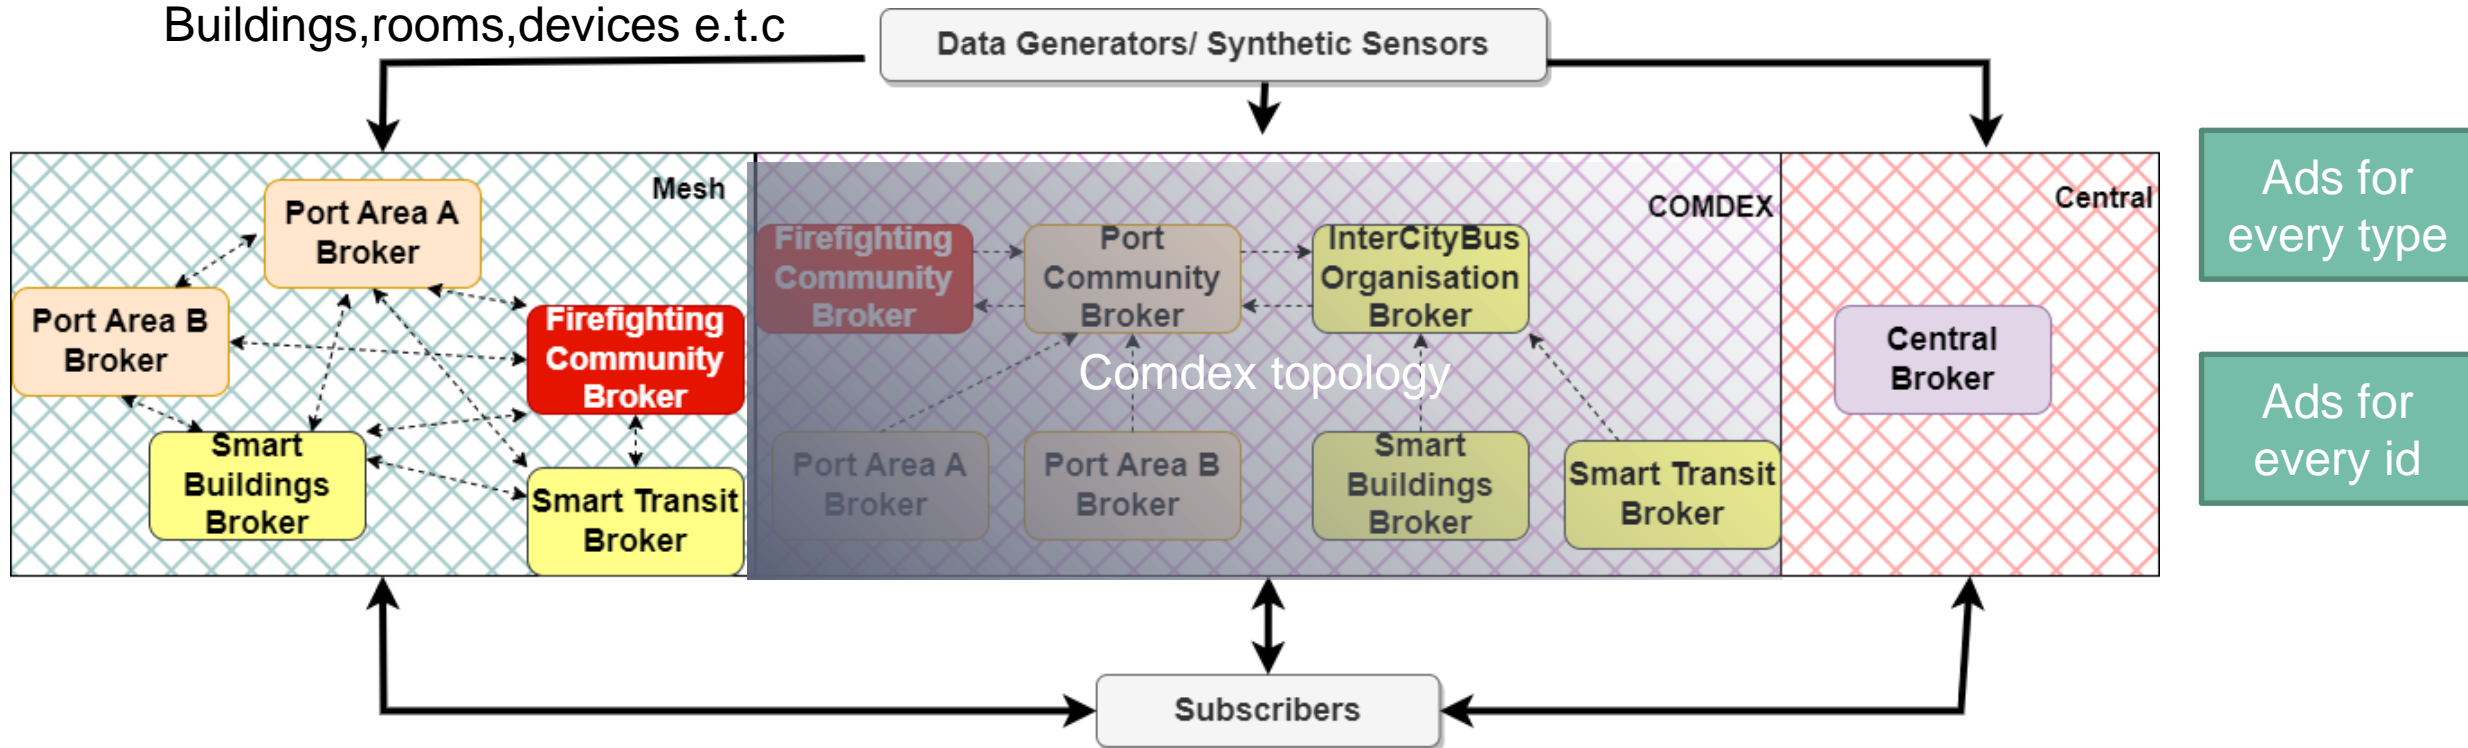 Buildings,rooms,devices e.t.c
Data Generators/ Synthetic Sensors
Mesh
Port Area A
Broker
Port Area B
Broker
Firefighting
Community
Broker
Smart
Buildings
Broker
Smart Transit
Broker
COMDEX
Firefighting
Community
Broker
Port
Community
Broker
InterCityBus
Organisation
Broker
Comdex topology
Port Area A
Broker
Port Area B
Broker
Smart
Buildings
Broker
Smart Transit
Broker
Central
Central
Broker
Ads for
every type
Ads for
every id
Subscribers